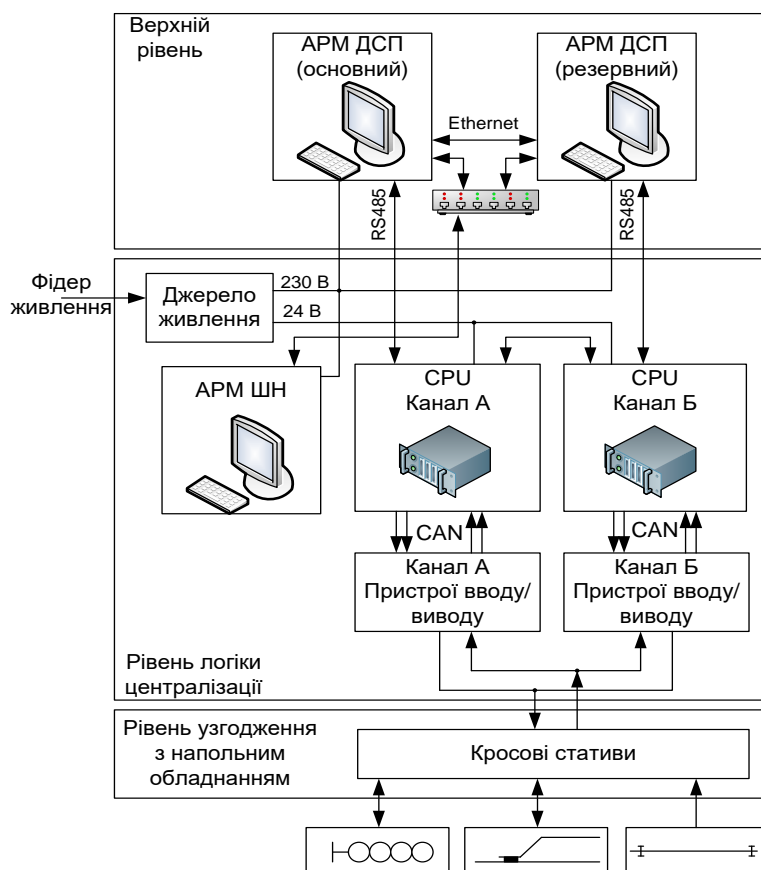 Верхній
рівень
АРМ ДСП
(основний)
АРМ ДСП
(резервний)
Ethernet
RS485
RS485
Фідер
живлення
Джерело
живлення
230 В
24 В
АРМ ШН
CPU
Канал А
CPU
Канал Б
CAN
CAN
Канал А
Пристрої вводу/
виводу
Канал Б
Пристрої вводу/
виводу
Рівень логіки
централізації
Рівень узгодження
з напольним
обладнанням
Кросові стативи